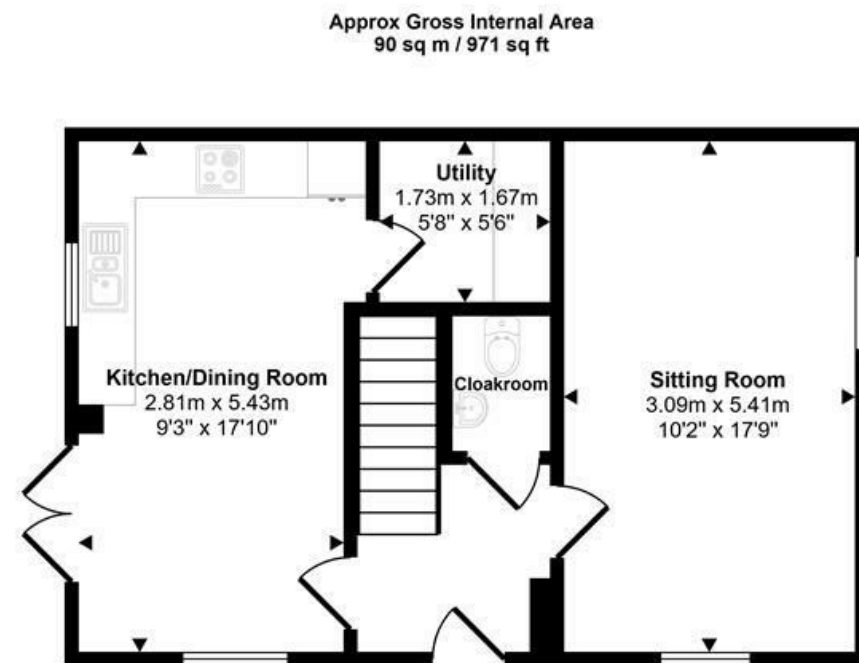 Approx Gross Internal Area
90 sq m / 971 sq ft
Utility
1.73m x 1.67m
5'8" x 5'6"
Kitchen/Dining Room
2.81m x 5.43m
9'3" x 17'10"
Cloakroom
Sitting Room
3.09m x 5.41m
10'2" x 17'9"